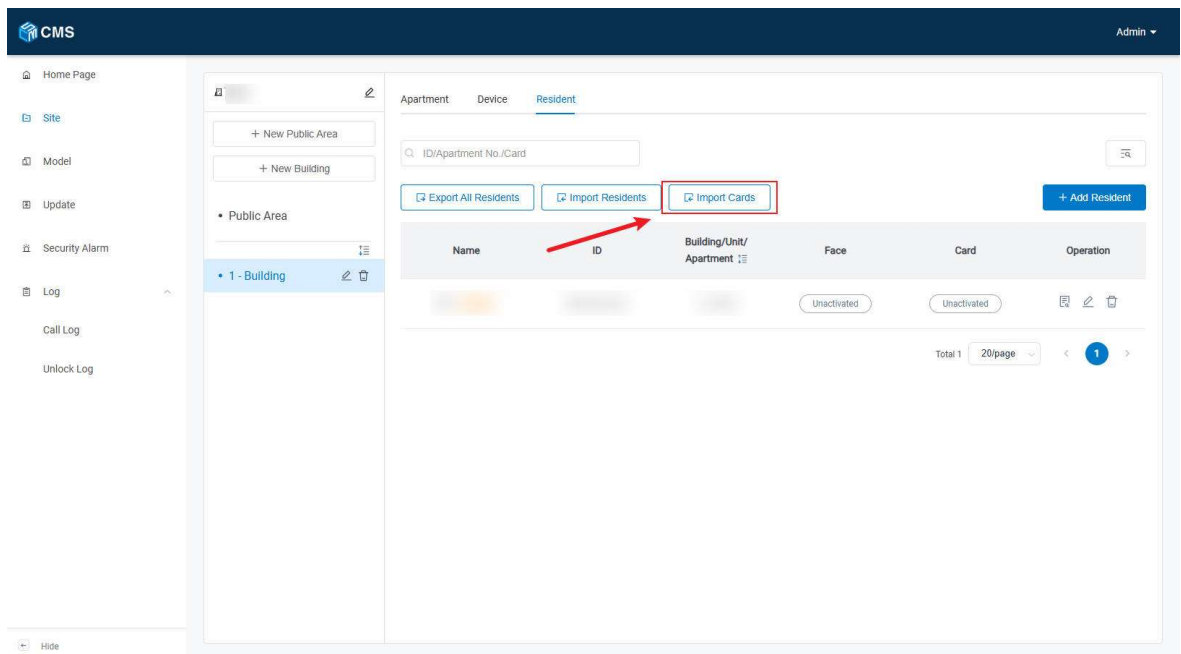 CMS
Admin
Home Page
Site
Model
Update
Security Alarm
Log
Call Log
Unlock Log
Hide
+ New Public Area
+ New Building
• Public Area
• 1 - Building
Apartment Device Resident
ID/Apartment No./Card
Export All Residents Import Residents Import Cards + Add Resident
Name ID Building/Unit/ Face Card Operation
Apartment
Unactivated Unactivated
Total 1 20/page < 1 >